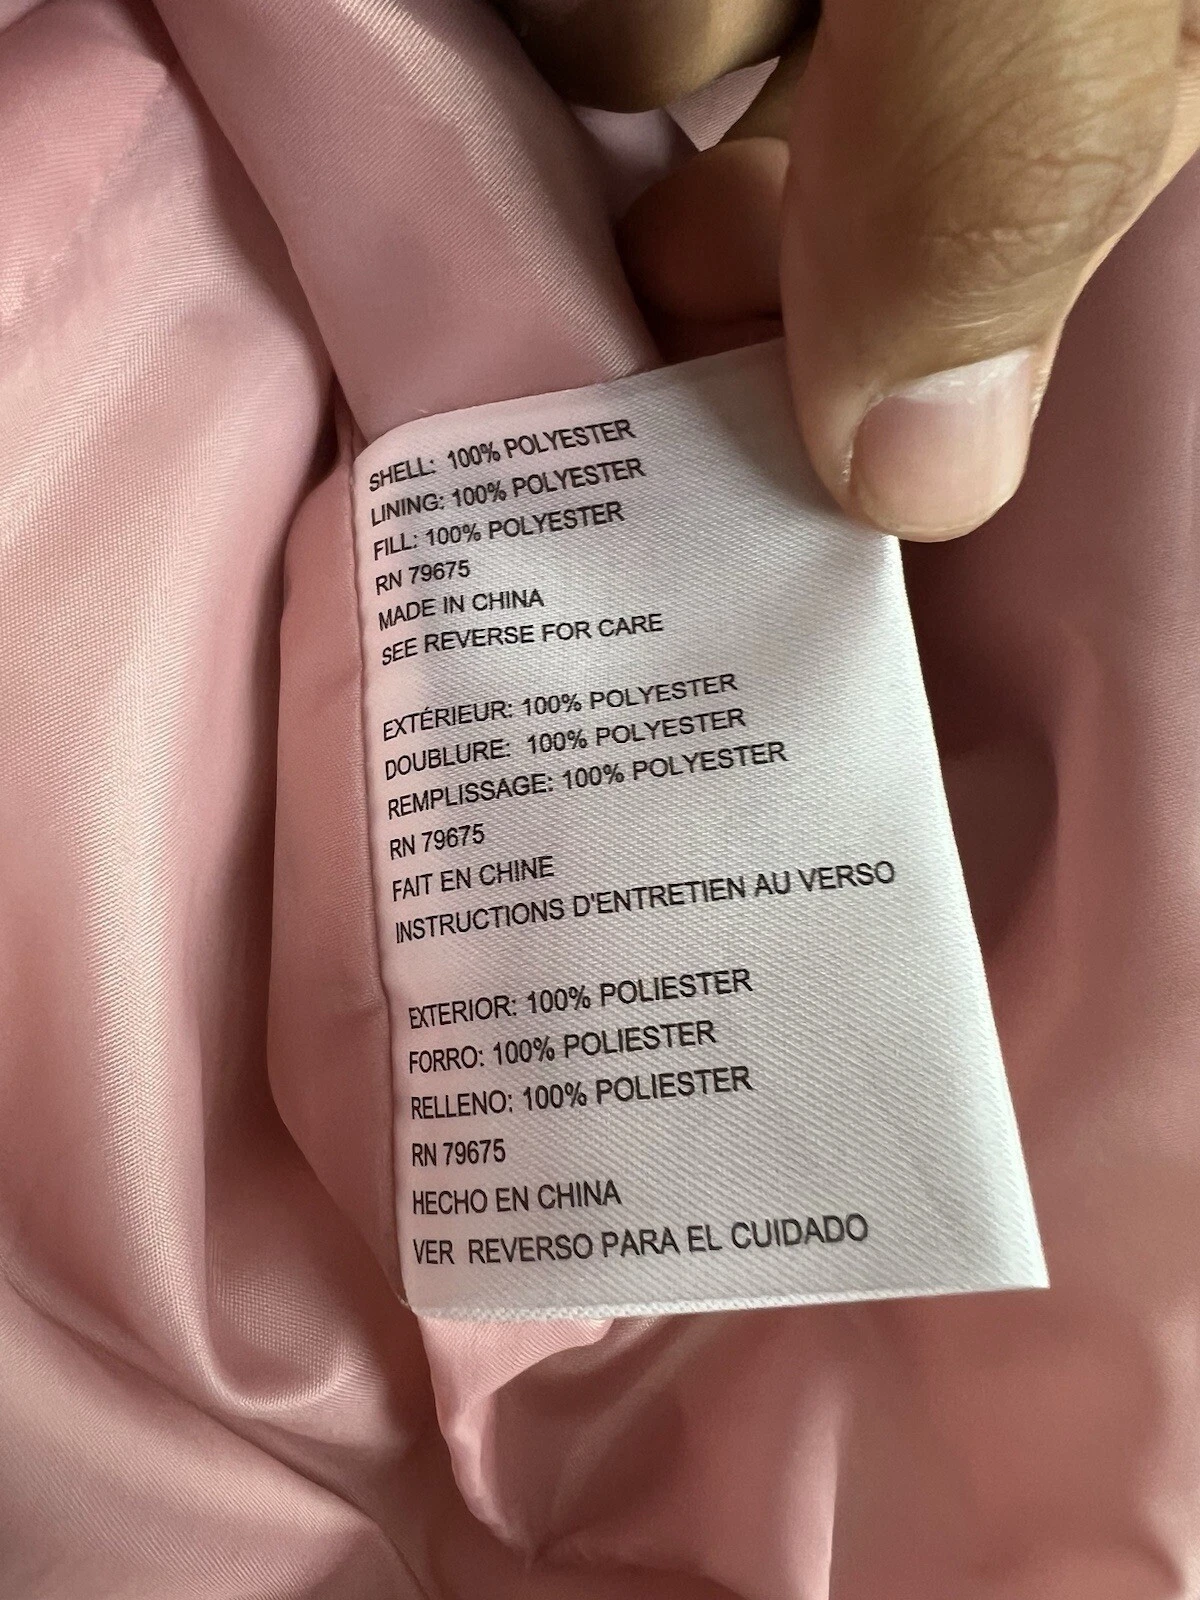 SHELL: 100% POLYESTER
LINING: 100% POLYESTER
FILL: 100% POLYESTER
RN 79675
MADE IN CHINA
SEE REVERSE FOR CARE
EXTÉRIEUR: 100% POLYESTER
DOUBLURE: 100% POLYESTER
REMPLISSAGE: 100% POLYESTER
RN 79675
FAIT EN CHINE
INSTRUCTIONS D'ENTRETIEN AU VERSO
EXTERIOR: 100% POLIESTER
FORRO: 100% POLIESTER
RELLENO: 100% POLIESTER
RN 79675
HECHO EN CHINA
VER REVERSO PARA EL CUIDADO